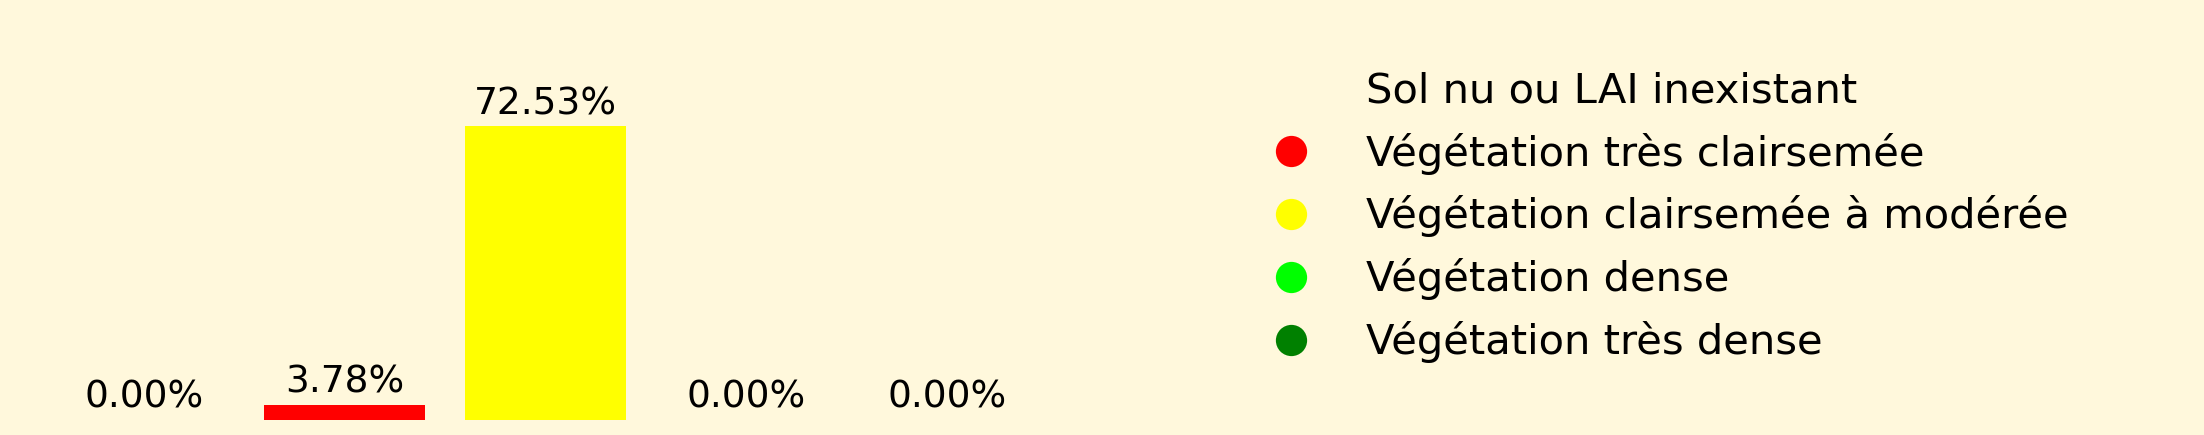 72.53%
3.78%
0.00%
0.00%
0.00%
Sol nu ou LAI inexistant
Végétation très clairsemée
Végétation clairsemée à modérée
Végétation dense
Végétation très dense